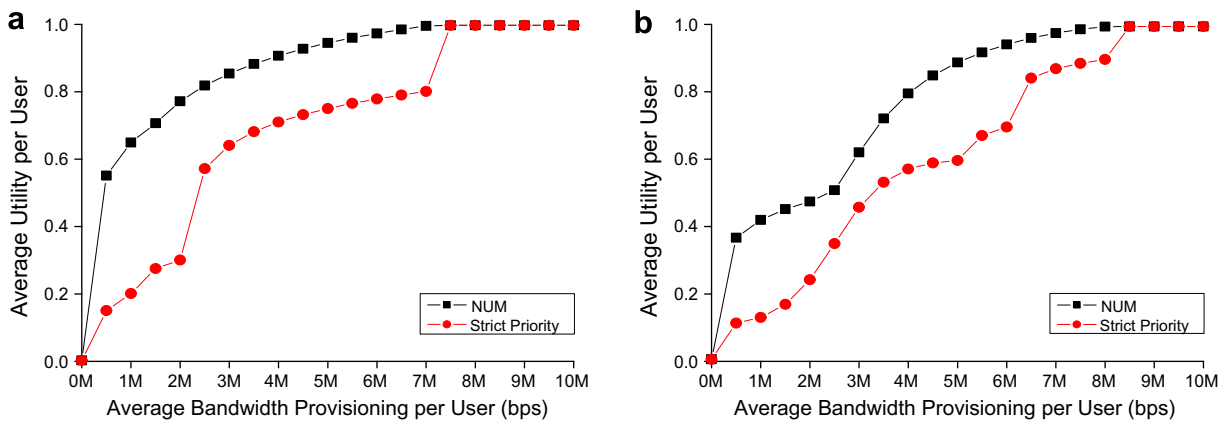 a
1.0
0.8
0.6
0.4
0.2
0.0
Average Utility per User
NUM
Strict Priority
0M 1M 2M 3M 4M 5M 6M 7M 8M 9M 10M
Average Bandwidth Provisioning per User (bps)
b
1.0
0.8
0.6
0.4
0.2
0.0
Average Utility per User
NUM
Strict Priority
0M 1M 2M 3M 4M 5M 6M 7M 8M 9M 10M
Average Bandwidth Provisioning per User (bps)